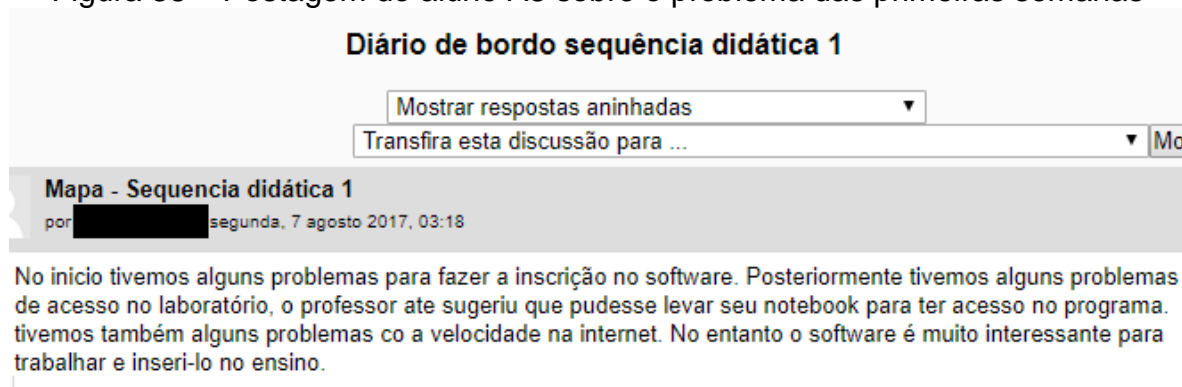 Diário de bordo sequência didática 1
Mostrar respostas aninhadas
Transfira esta discussão para ...
Mo
Mapa - Sequencia didática 1
por segunda, 7 agosto 2017, 03:18
No inicio tivemos alguns problemas para fazer a inscrição no software. Posteriormente tivemos alguns problemas
de acesso no laboratório, o professor ate sugeriu que pudesse levar seu notebook para ter acesso no programa.
tivemos também alguns problemas co a velocidade na internet. No entanto o software é muito interessante para
trabalhar e inseri-lo no ensino.